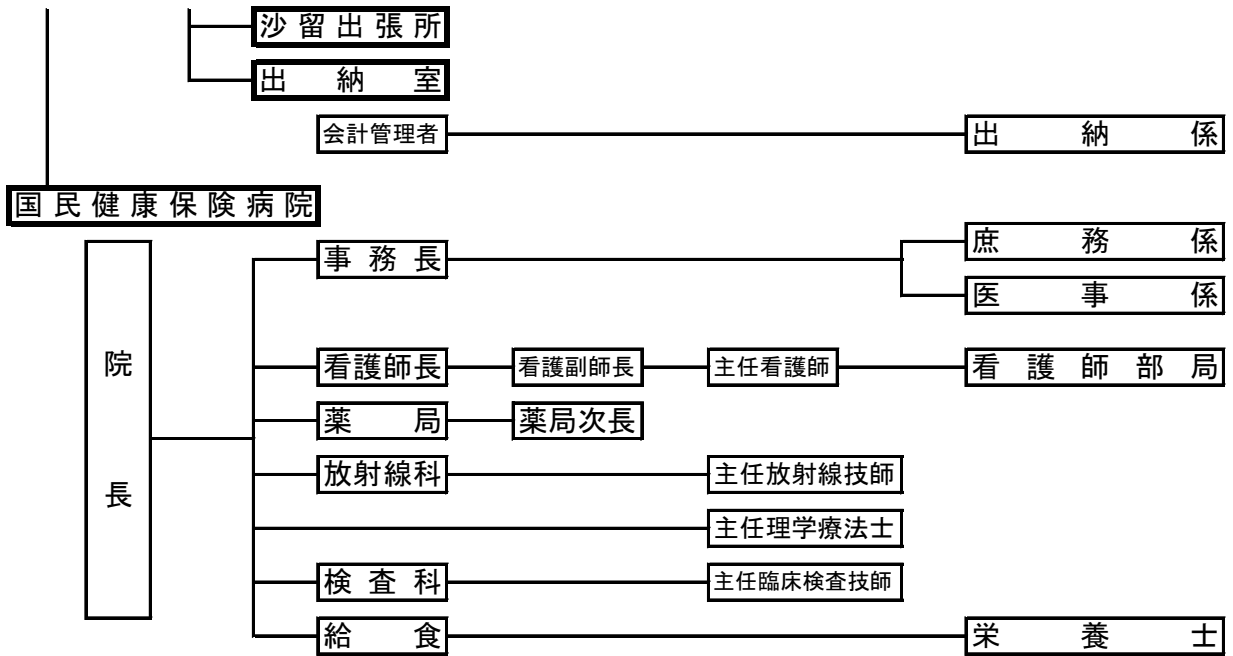 沙留出張所
出納室
会計管理者 出納係
国民健康保険病院
院長
事務長 庶務係
医事係
看護師長 看護副師長 主任看護師 看護師部局
薬局 薬局次長
放射線科 主任放射線技師
主任理学療法士
検査科 主任臨床検査技師
給食 栄養士